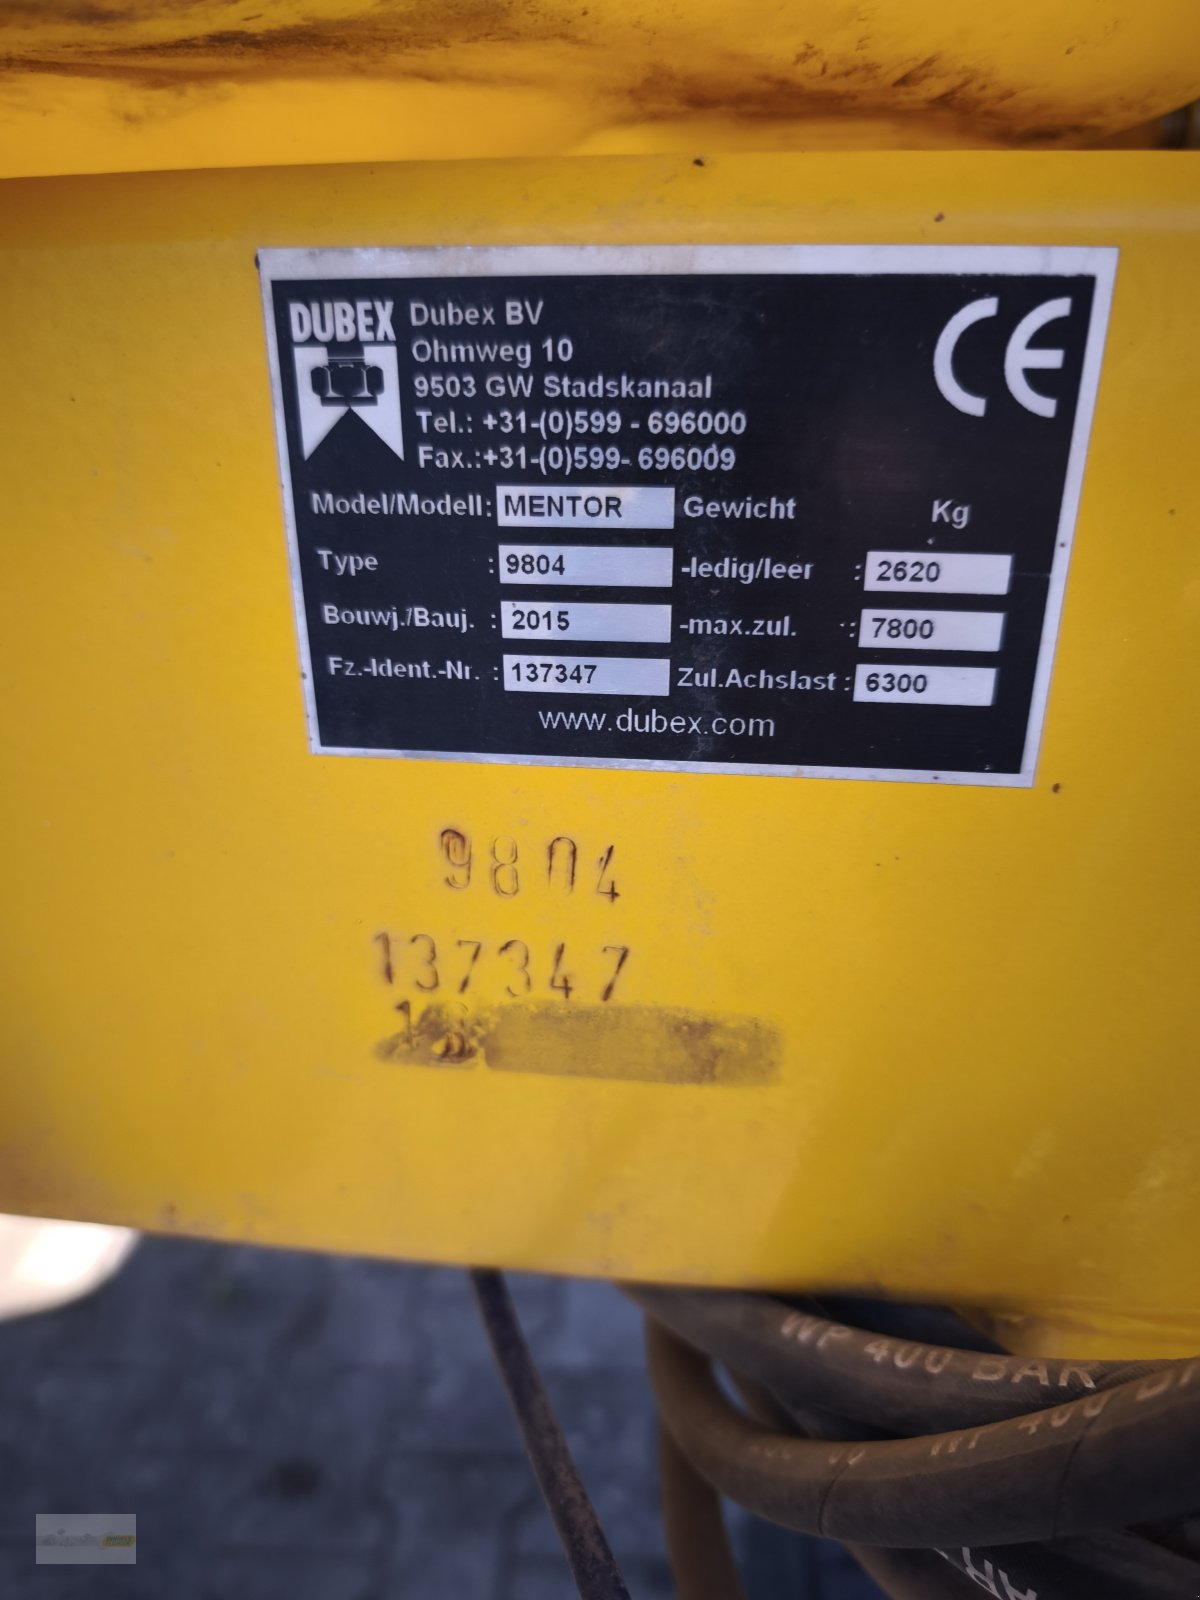 DUBEX
Dubex BV
Ohmweg 10
9503 GW Stadskanaal
Tel.: +31-(0)599 - 696000
Fax.:+31-(0)599- 696009
CE
Model/Modell: MENTOR Gewicht Kg
Type : 9804 -ledig/leer : 2620
Bouwj./Bauj. : 2015 -max.zul. : 7800
Fz.-Ident.-Nr. : 137347 Zul.Achslast : 6300
www.dubex.com
9804
137347
WP 400 BAR
WP 400